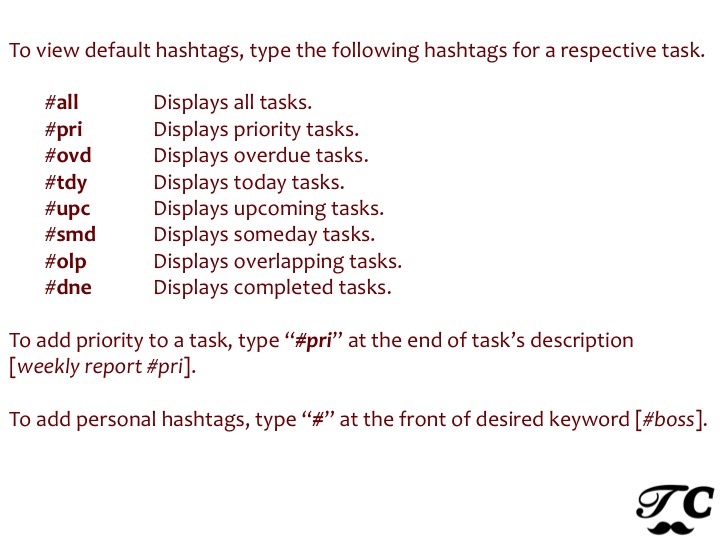 To view default hashtags, type the following hashtags for a respective task.
#all Displays all tasks.
#pri Displays priority tasks.
#ovd Displays overdue tasks.
#tdy Displays today tasks.
#upc Displays upcoming tasks.
#smd Displays someday tasks.
#olp Displays overlapping tasks.
#dne Displays completed tasks.
To add priority to a task, type “#pri” at the end of task’s description
[weekly report #pri].
To add personal hashtags, type “#” at the front of desired keyword [#boss].
TC